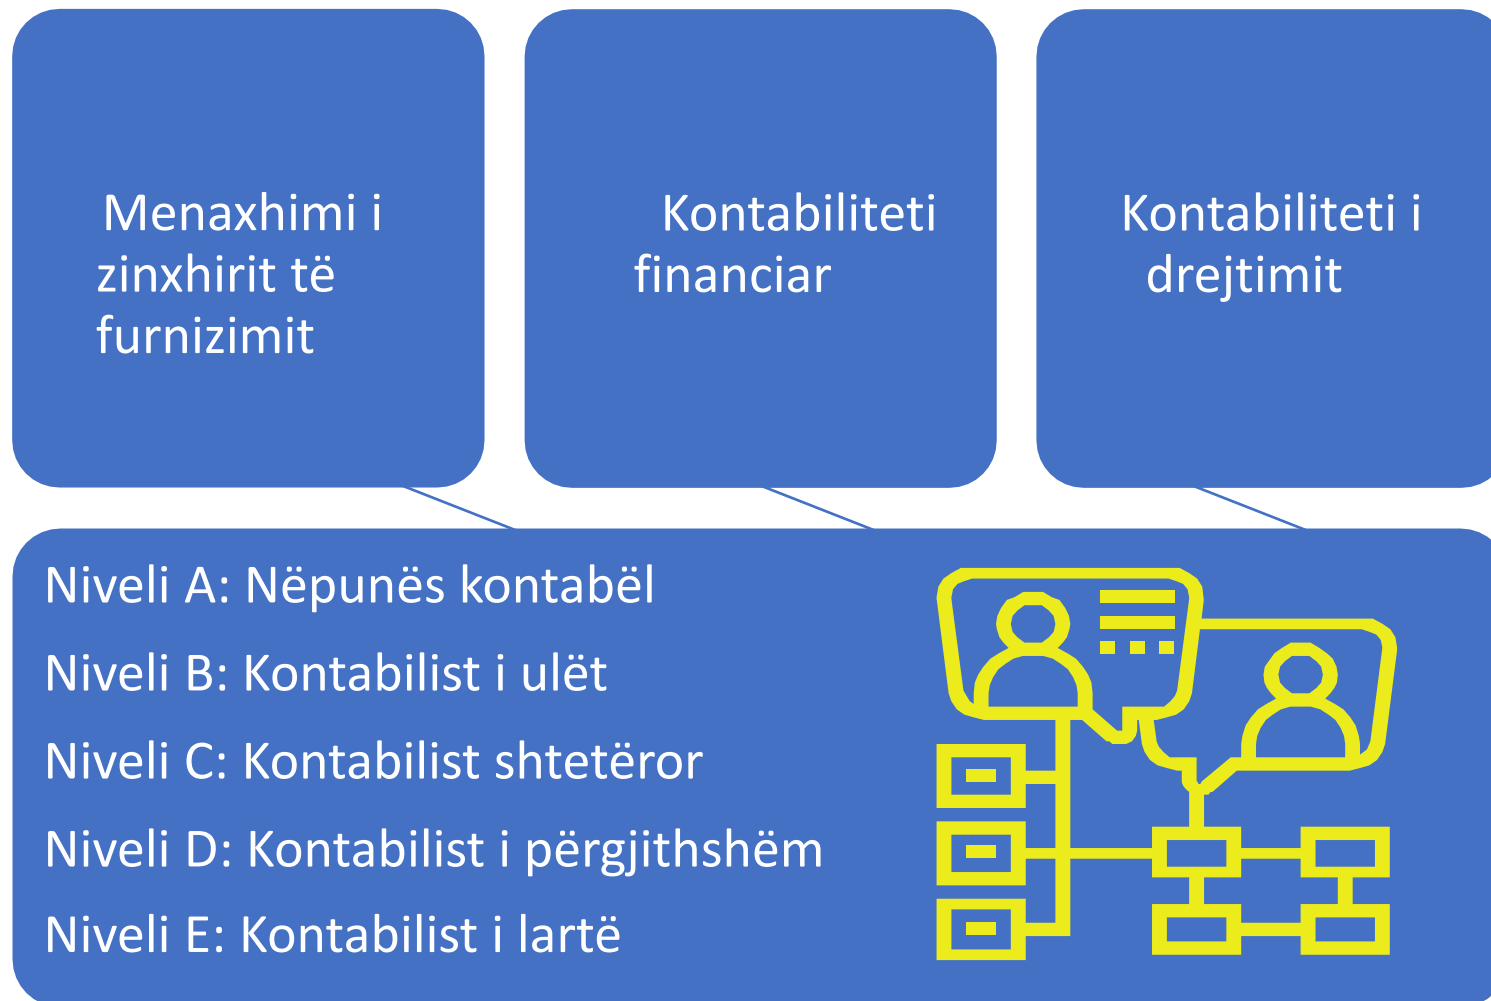 Menaxhimi i
zinxhirit të
furnizimit
Kontabiliteti
financiar
Kontabiliteti i
drejtimit
Niveli A: Nëpunës kontabël
Niveli B: Kontabilist i ulët
Niveli C: Kontabilist shtetëror
Niveli D: Kontabilist i përgjithshëm
Niveli E: Kontabilist i lartë